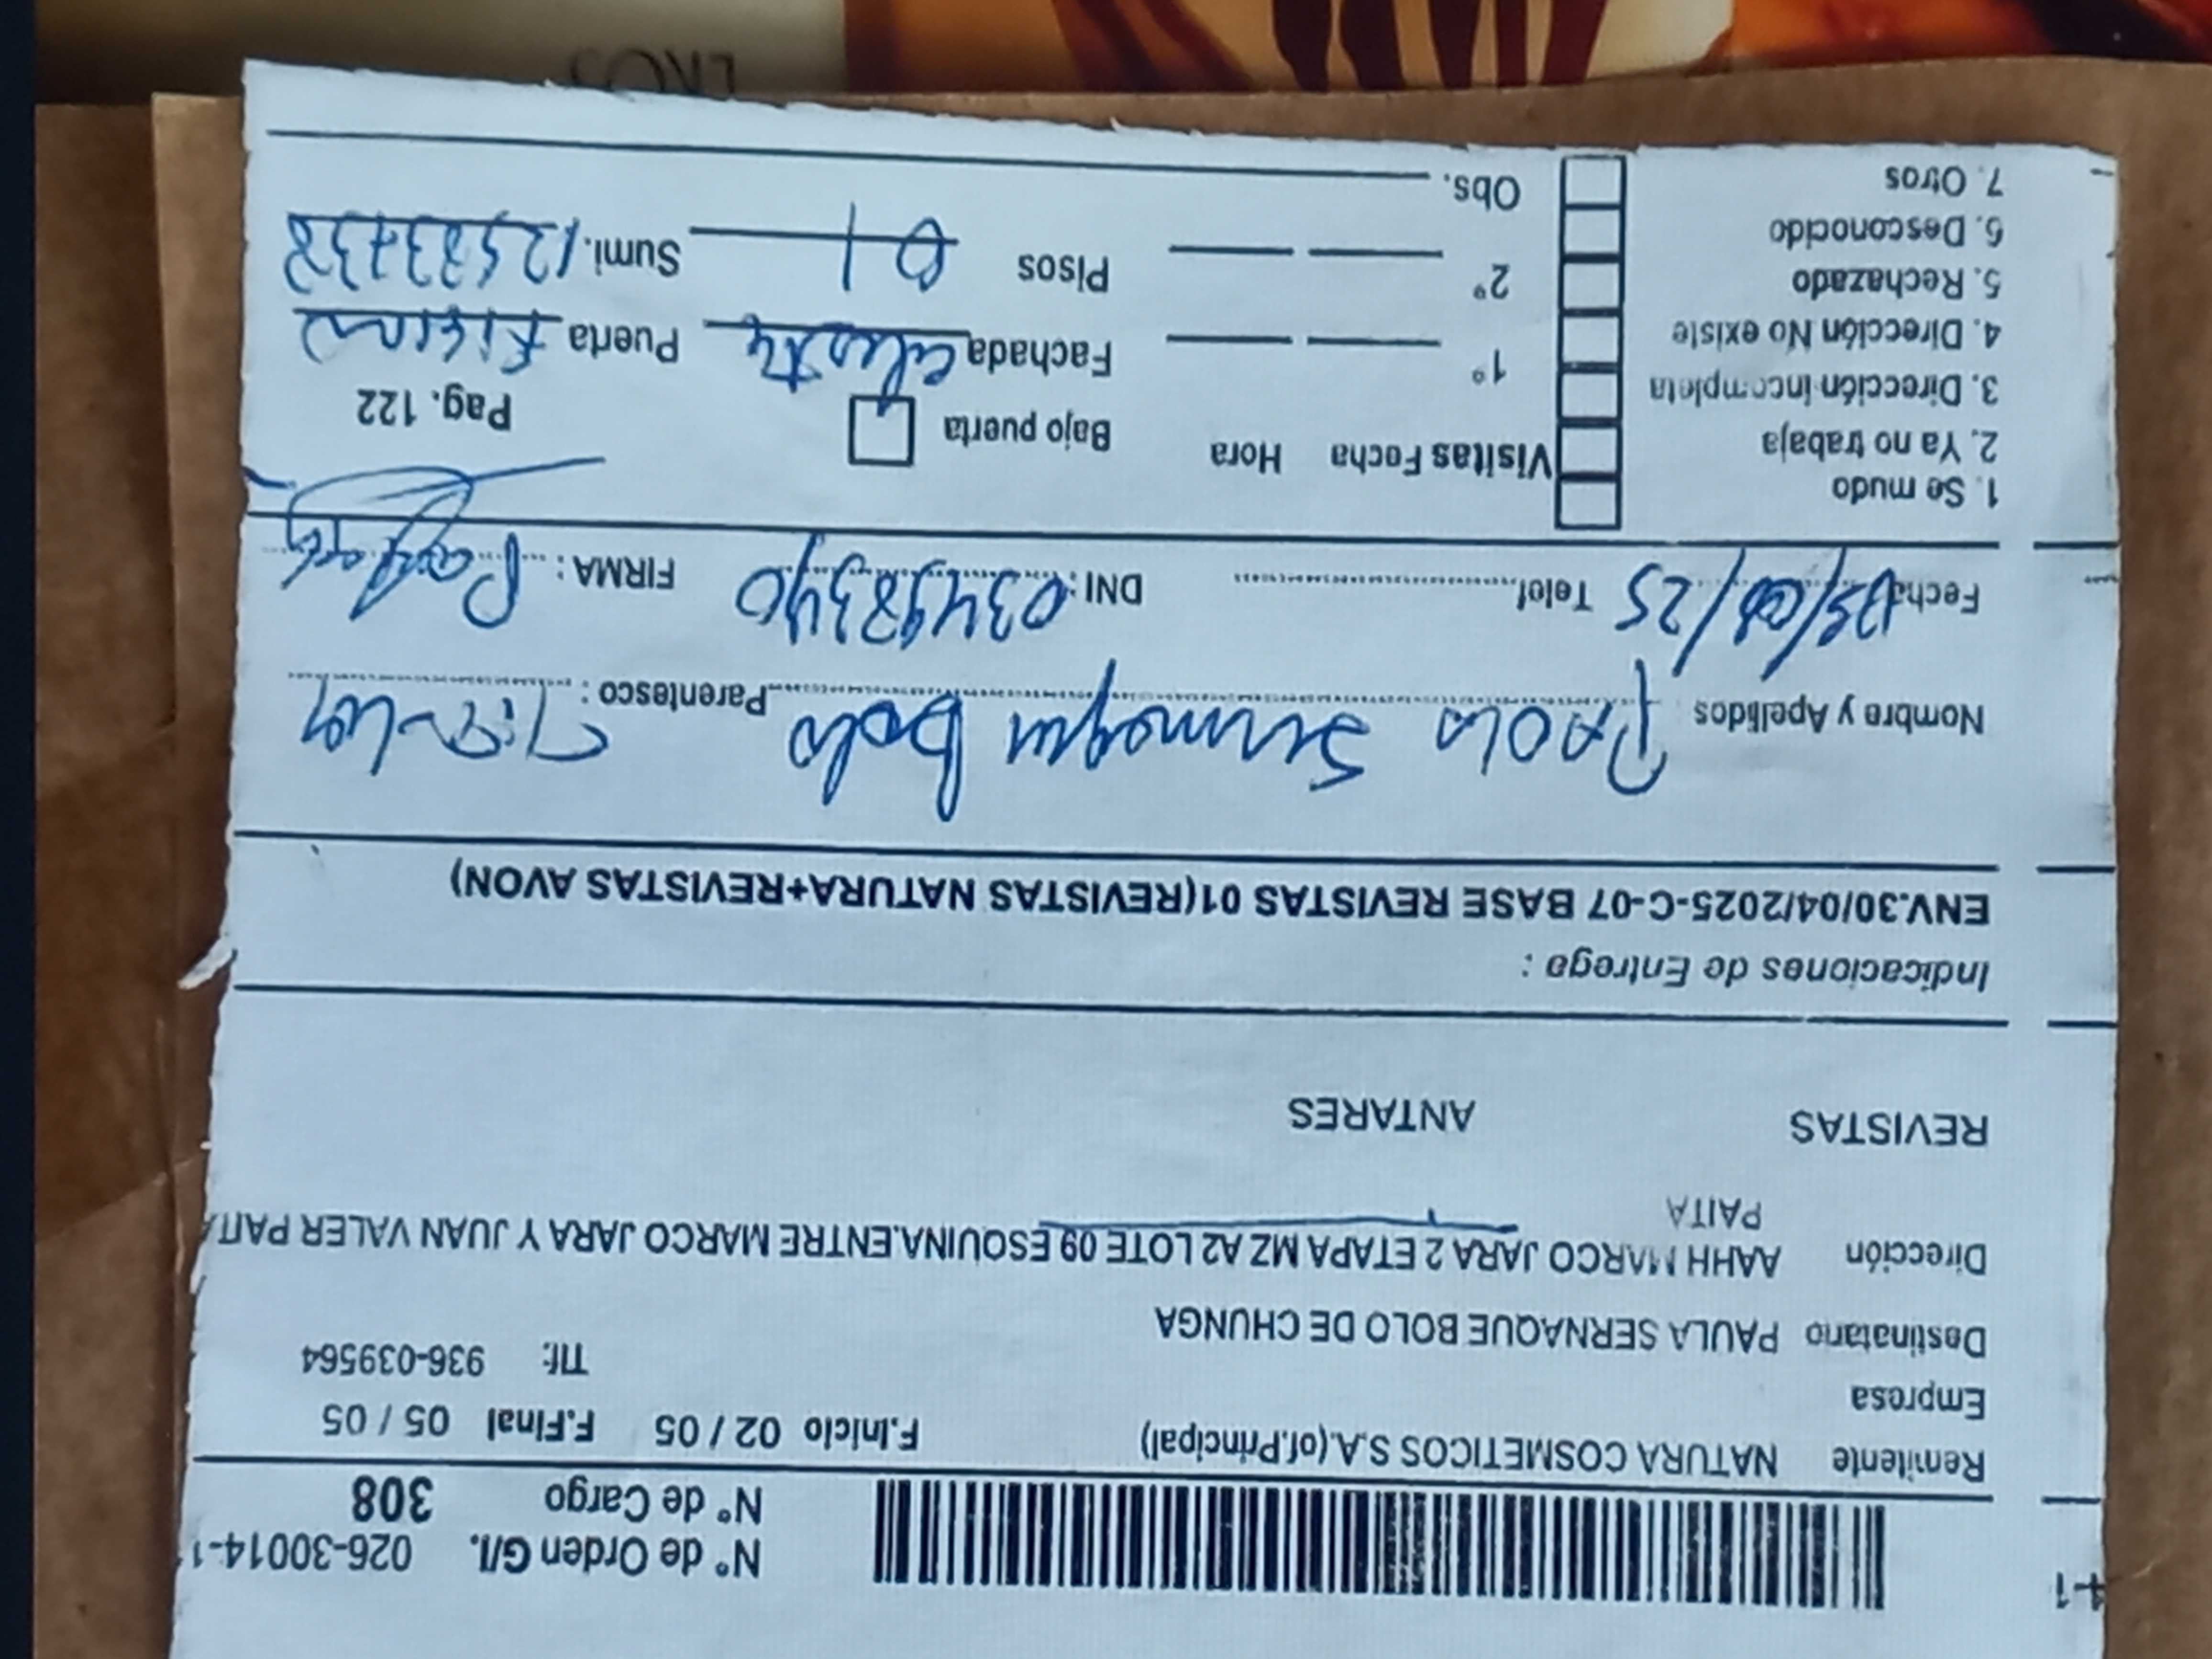 N° de Orden G/I. 026-30014-1
N° de Cargo 308
Remitente NATURA COSMETICOS S.A.(of.Principal) F.Inicio 02 / 05 F.Final 05 / 05
Empresa
Tlf: 936-039564
Destinatario PAULA SERNAQUE BOLO DE CHUNGA
Dirección AAHH MARCO JARA 2 ETAPA MZ A2 LOTE 09 ESQUINA.ENTRE MARCO JARA Y JUAN VALER PAITA
PAITA
REVISTAS ANTARES
Indicaciones de Entrega :
ENV.30/04/2025-C-07 BASE REVISTAS 01(REVISTAS NATURA+REVISTAS AVON)
Nombre y Apellidos Paola Sernaque Bolo Parentesco :
Fecha Telef. DNI : 03498340 FIRMA :
1. Se mudo
2. Ya no trabaja
3. Dirección incompleta
4. Dirección No existe
5. Rechazado
6. Desconocido
7. Otros
Visitas Fecha Hora
1°
2°
Obs.
Bajo puerta Pag. 122
Fachada Celeste Puerta Fierro
Pisos 01 Sumi. 12583738